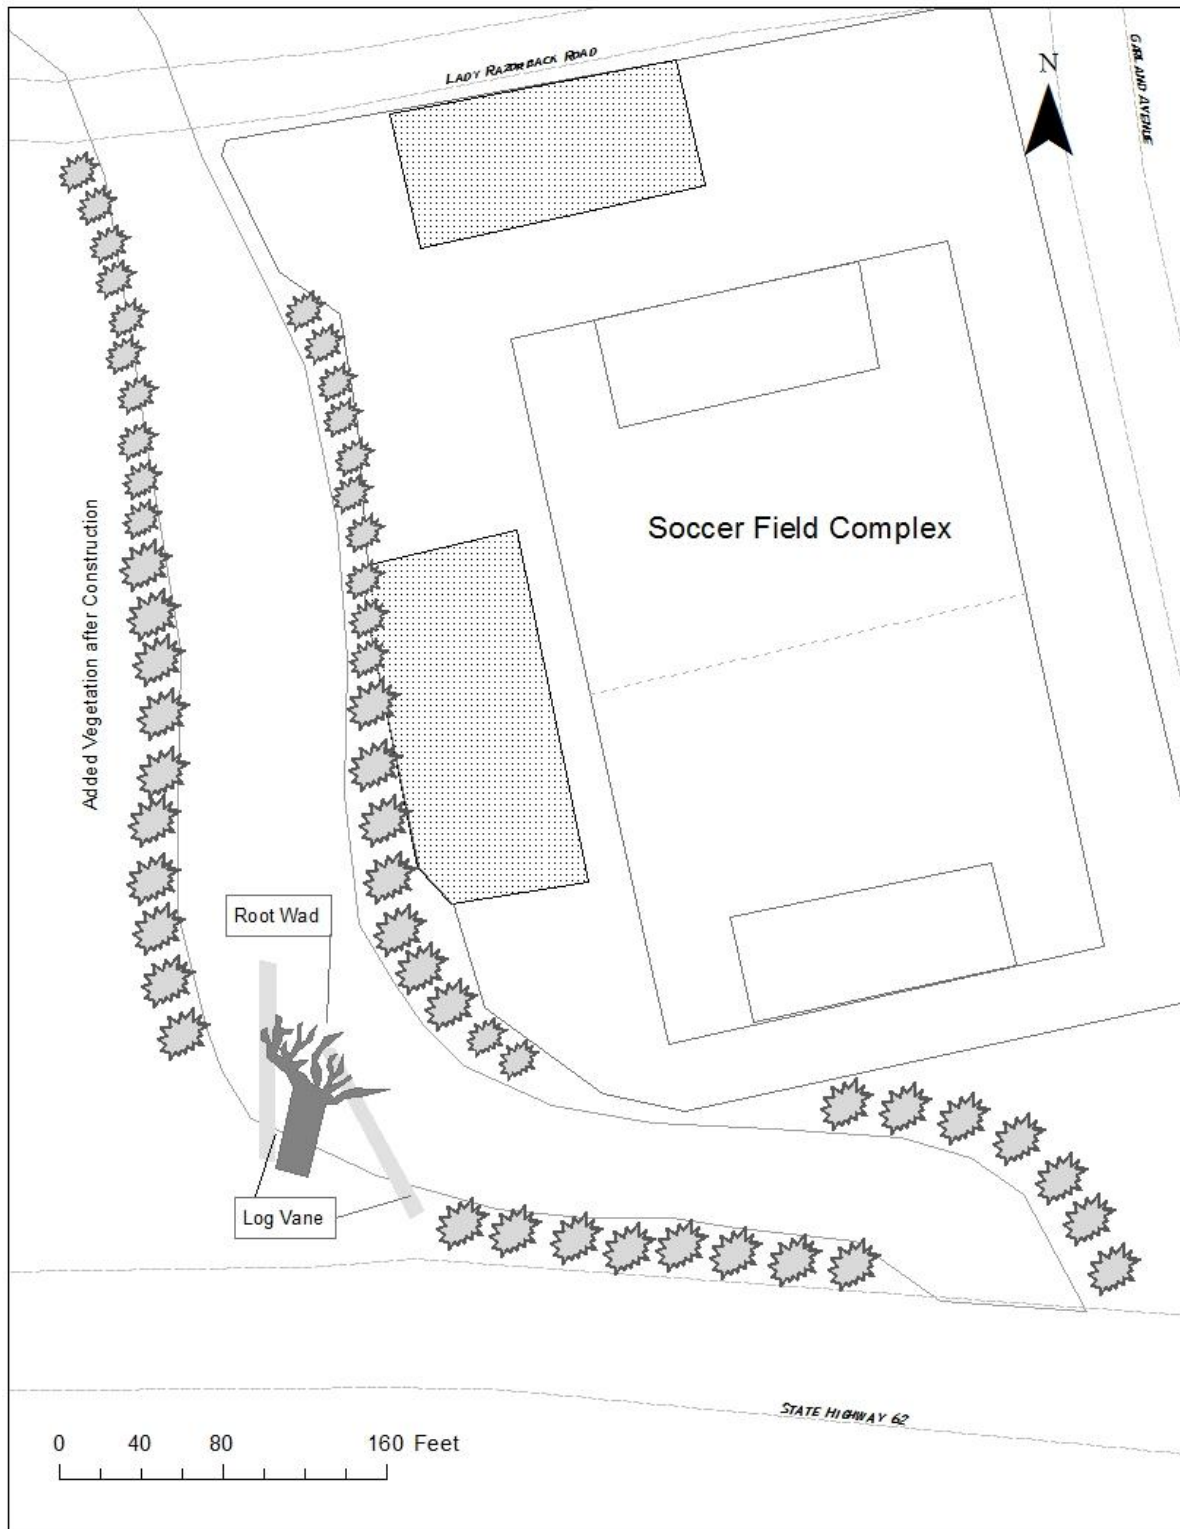 LADY RAZORBACK ROAD
N
GARLAND AVENUE
Soccer Field Complex
Added Vegetation after Construction
Root Wad
Log Vane
STATE HIGHWAY 62
0 40 80 160 Feet